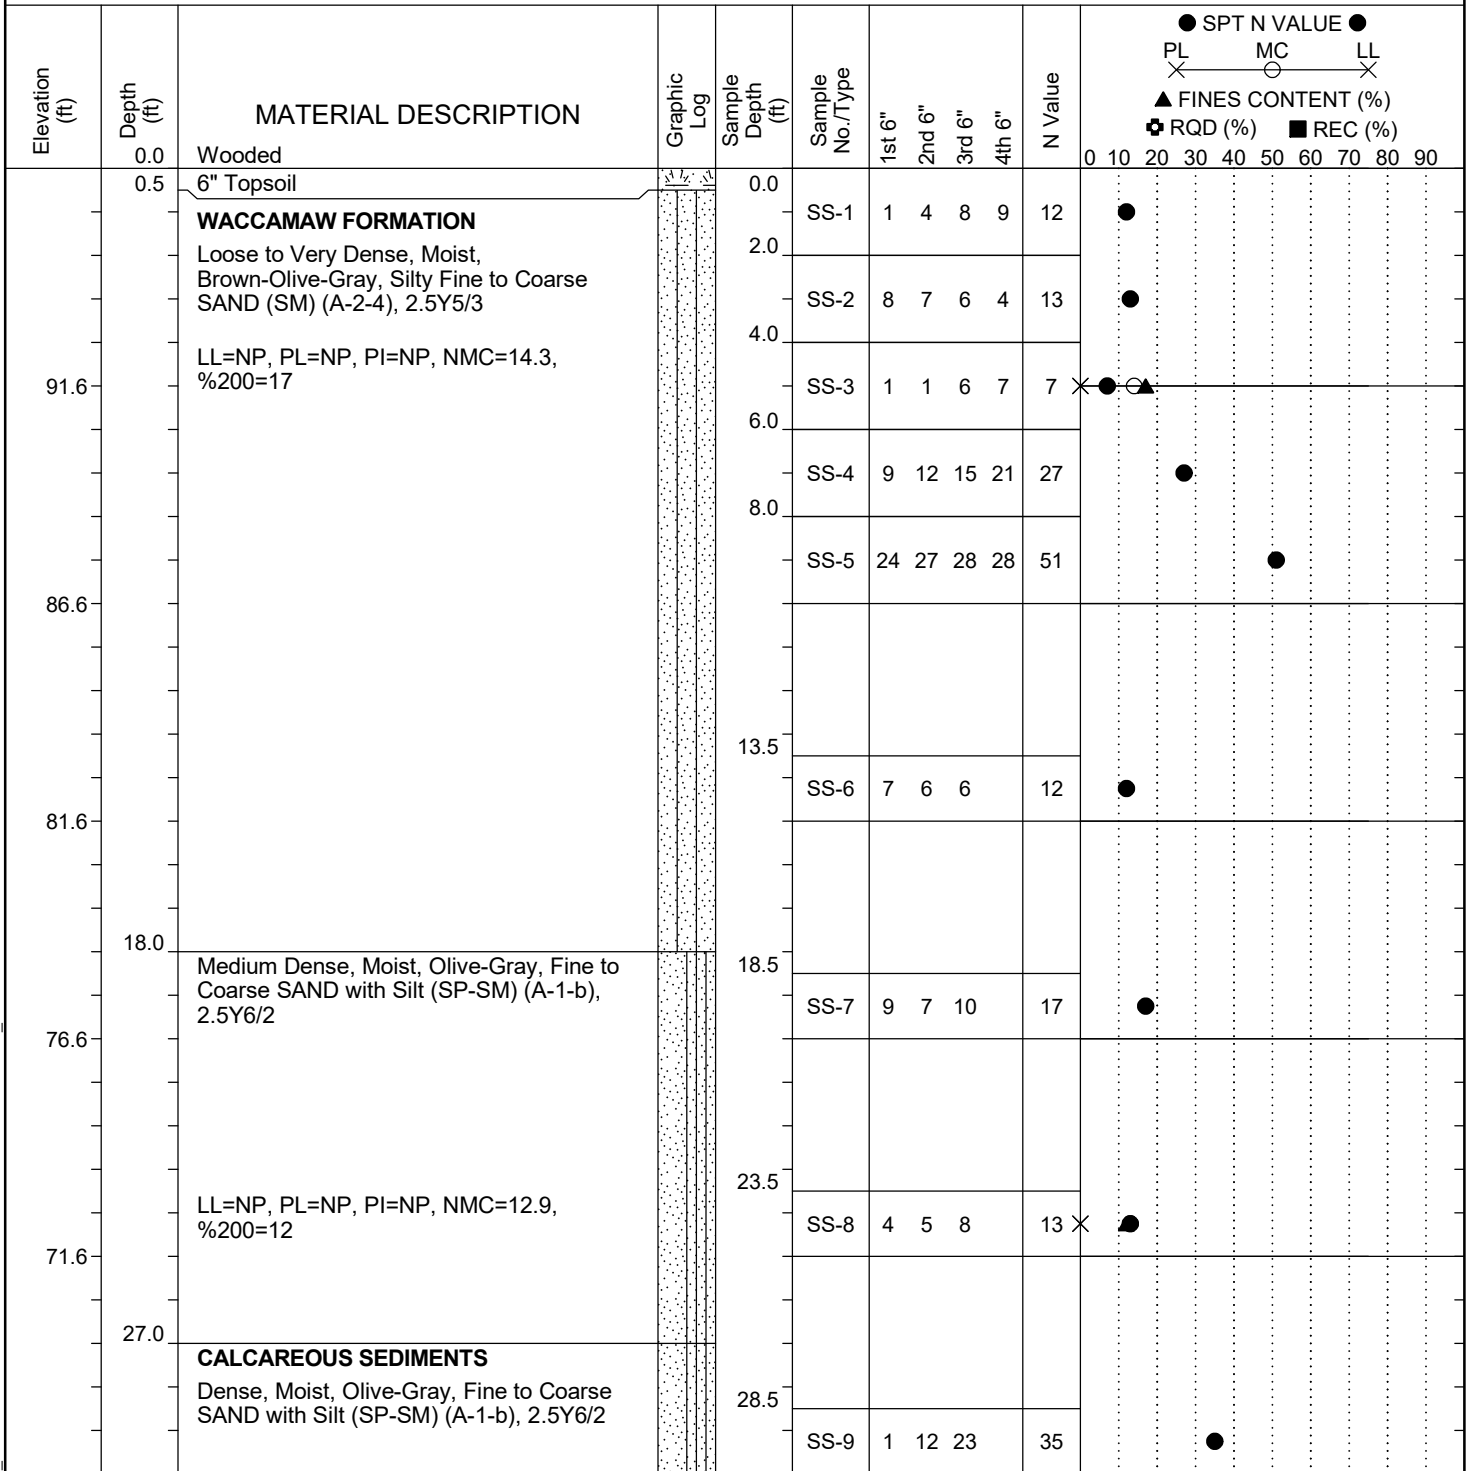 Elevation (ft)
Depth (ft)
MATERIAL DESCRIPTION
Graphic Log
Sample Depth (ft)
Sample No./Type
1st 6"
2nd 6"
3rd 6"
4th 6"
N Value
● SPT N VALUE ●
PL MC LL
▲ FINES CONTENT (%)
RQD (%) ■ REC (%)
0 10 20 30 40 50 60 70 80 90
0.0 Wooded
0.5 6" Topsoil 0.0
WACCAMAW FORMATION
SS-1 1 4 8 9 12
Loose to Very Dense, Moist, 2.0
Brown-Olive-Gray, Silty Fine to Coarse
SAND (SM) (A-2-4), 2.5Y5/3
SS-2 8 7 6 4 13
4.0
LL=NP, PL=NP, PI=NP, NMC=14.3,
%200=17
91.6 SS-3 1 1 6 7 7
6.0
SS-4 9 12 15 21 27
8.0
SS-5 24 27 28 28 51
86.6
13.5
SS-6 7 6 6 12
81.6
18.0
Medium Dense, Moist, Olive-Gray, Fine to 18.5
Coarse SAND with Silt (SP-SM) (A-1-b),
2.5Y6/2
SS-7 9 7 10 17
76.6
23.5
LL=NP, PL=NP, PI=NP, NMC=12.9,
%200=12
SS-8 4 5 8 13
71.6
27.0
CALCAREOUS SEDIMENTS
Dense, Moist, Olive-Gray, Fine to Coarse 28.5
SAND with Silt (SP-SM) (A-1-b), 2.5Y6/2
SS-9 1 12 23 35